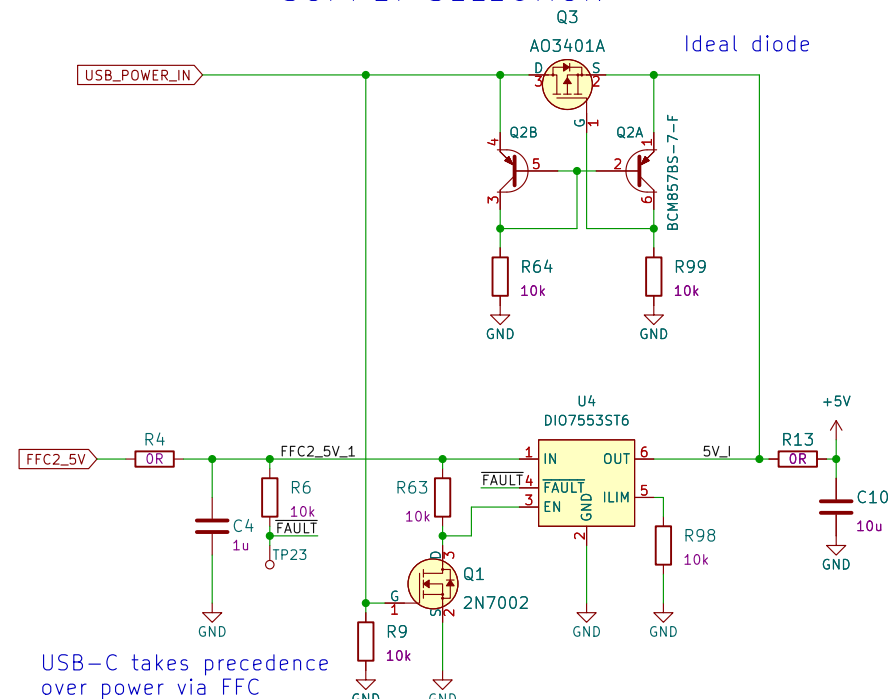 Q3
AO3401A
Ideal diode
USB_POWER_IN
D
S
3
2
G
1
Q2B
Q2A
4
1
5
2
3
6
BCM857BS-7-F
R64
10k
R99
10k
GND
GND
U4
DIO7553ST6
+5V
R4
FFC2_5V_1
1
IN
OUT
6
5V_I
R13
FFC2_5V
0R
0R
R6
10k
R63
10k
FAULT
4
FAULT
ILIM
5
3
EN
GND
2
C10
10u
C4
1u
FAULT
TP23
R98
10k
GND
D
3
Q1
2N7002
G
1
S
2
GND
GND
GND
R9
10k
USB-C takes precedence
over power via FFC
GND
GND